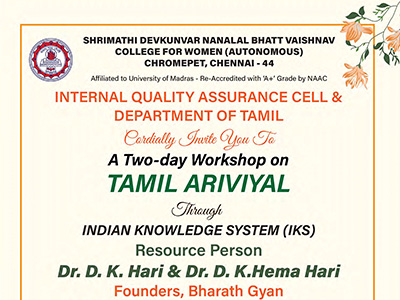 SHRIMATHI DEVKUNVAR NANALAL BHATT VAISHNAV
COLLEGE FOR WOMEN (AUTONOMOUS)
CHROMEPET, CHENNAI - 44
Affiliated to University of Madras - Re-Accredited with 'A+' Grade by NAAC
INTERNAL QUALITY ASSURANCE CELL &
DEPARTMENT OF TAMIL
Cordially Invite You To
A Two-day Workshop on
TAMIL ARIVIYAL
Through
INDIAN KNOWLEDGE SYSTEM (IKS)
Resource Person
Dr. D. K. Hari & Dr. D. K.Hema Hari
Founders, Bharath Gyan